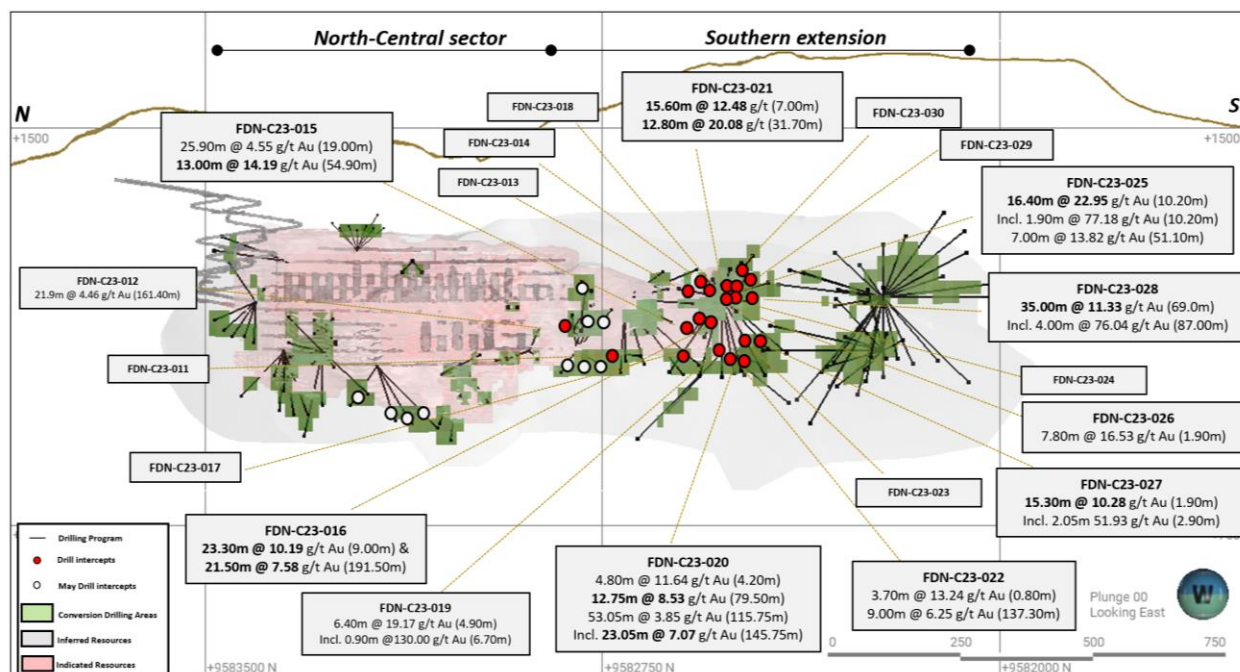 North-Central sector
Southern extension
N
S
+1500
+1500
FDN-C23-018
FDN-C23-014
FDN-C23-013
FDN-C23-021
15.60m @ 12.48 g/t (7.00m)
12.80m @ 20.08 g/t (31.70m)
FDN-C23-030
FDN-C23-029
FDN-C23-015
25.90m @ 4.55 g/t Au (19.00m)
13.00m @ 14.19 g/t Au (54.90m)
FDN-C23-025
16.40m @ 22.95 g/t Au (10.20m)
Incl. 1.90m @ 77.18 g/t Au (10.20m)
7.00m @ 13.82 g/t Au (51.10m)
FDN-C23-012
21.9m @ 4.46 g/t Au (161.40m)
FDN-C23-028
35.00m @ 11.33 g/t Au (69.0m)
Incl. 4.00m @ 76.04 g/t Au (87.00m)
FDN-C23-011
FDN-C23-024
FDN-C23-026
7.80m @ 16.53 g/t Au (1.90m)
FDN-C23-017
FDN-C23-023
FDN-C23-027
15.30m @ 10.28 g/t Au (1.90m)
Incl. 2.05m 51.93 g/t Au (2.90m)
FDN-C23-016
23.30m @ 10.19 g/t Au (9.00m) &
21.50m @ 7.58 g/t Au (191.50m)
FDN-C23-019
6.40m @ 19.17 g/t Au (4.90m)
Incl. 0.90m @130.00 g/t Au (6.70m)
FDN-C23-020
4.80m @ 11.64 g/t Au (4.20m)
12.75m @ 8.53 g/t Au (79.50m)
53.05m @ 3.85 g/t Au (115.75m)
Incl. 23.05m @ 7.07 g/t Au (145.75m)
FDN-C23-022
3.70m @ 13.24 g/t Au (0.80m)
9.00m @ 6.25 g/t Au (137.30m)
Drilling Program
Drill intercepts
May Drill intercepts
Conversion Drilling Areas
Inferred Resources
Indicated Resources
Plunge 00
Looking East
W
0 250 500 750
+9583500 N
+9582750 N
+9582000 N